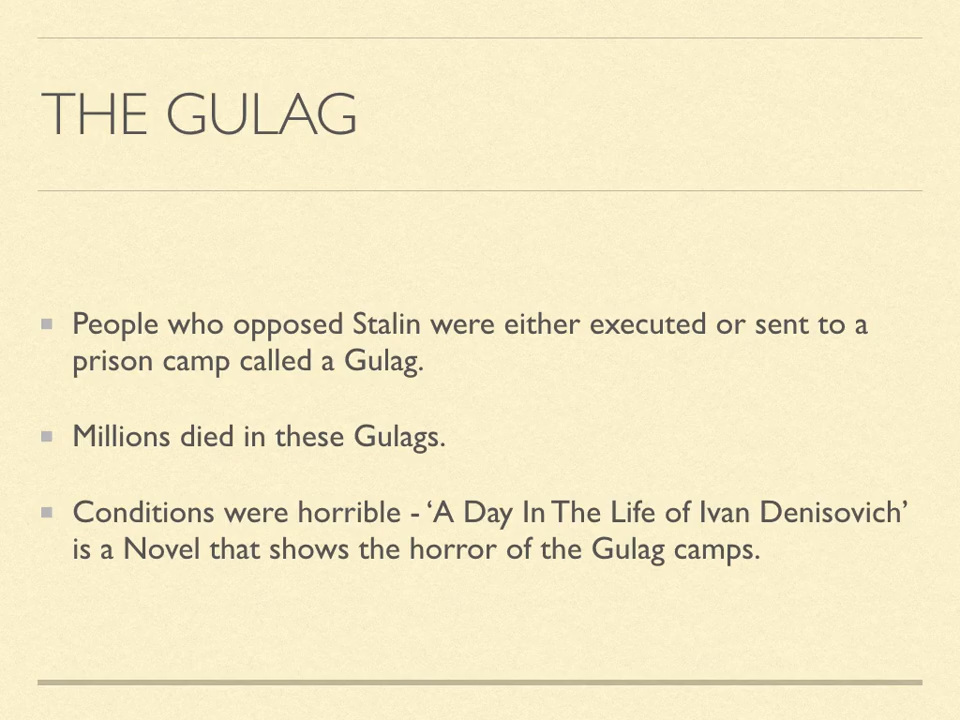 THE GULAG
People who opposed Stalin were either executed or sent to a
prison camp called a Gulag.
Millions died in these Gulags.
Conditions were horrible - ‘A Day In The Life of Ivan Denisovich’
is a Novel that shows the horror of the Gulag camps.